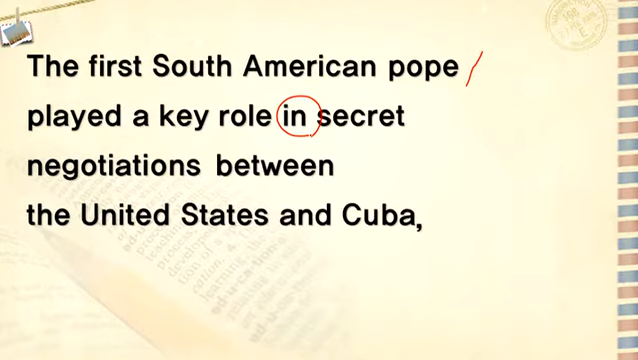 The first South American pope
played a key role in secret
negotiations between
the United States and Cuba,